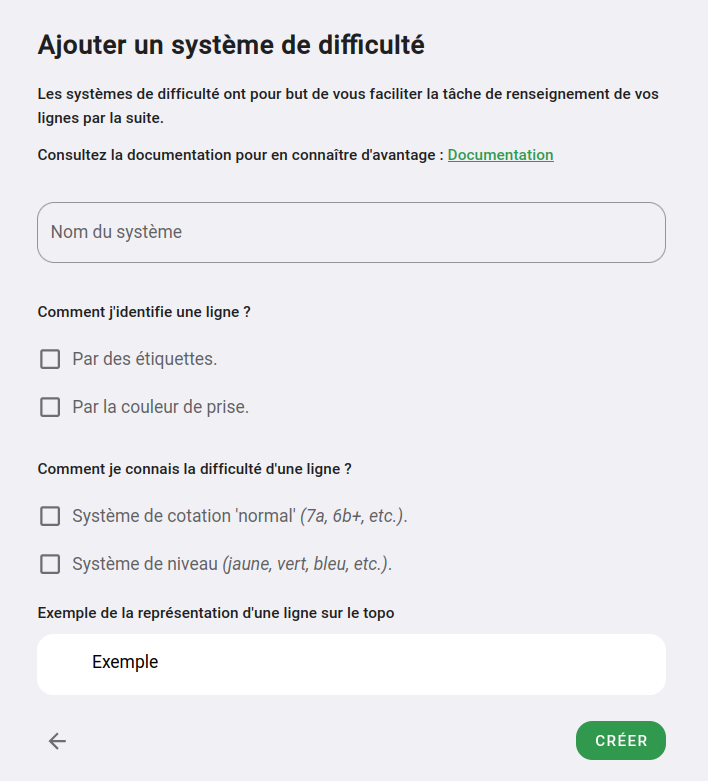 Ajouter un système de difficulté
Les systèmes de difficulté ont pour but de vous faciliter la tâche de renseignement de vos
lignes par la suite.
Consultez la documentation pour en connaître d'avantage : Documentation
Nom du système
Comment j'identifie une ligne ?
Par des étiquettes.
Par la couleur de prise.
Comment je connais la difficulté d'une ligne ?
Système de cotation 'normal' (7a, 6b+, etc.).
Système de niveau (jaune, vert, bleu, etc.).
Exemple de la représentation d'une ligne sur le topo
Exemple
CRÉER